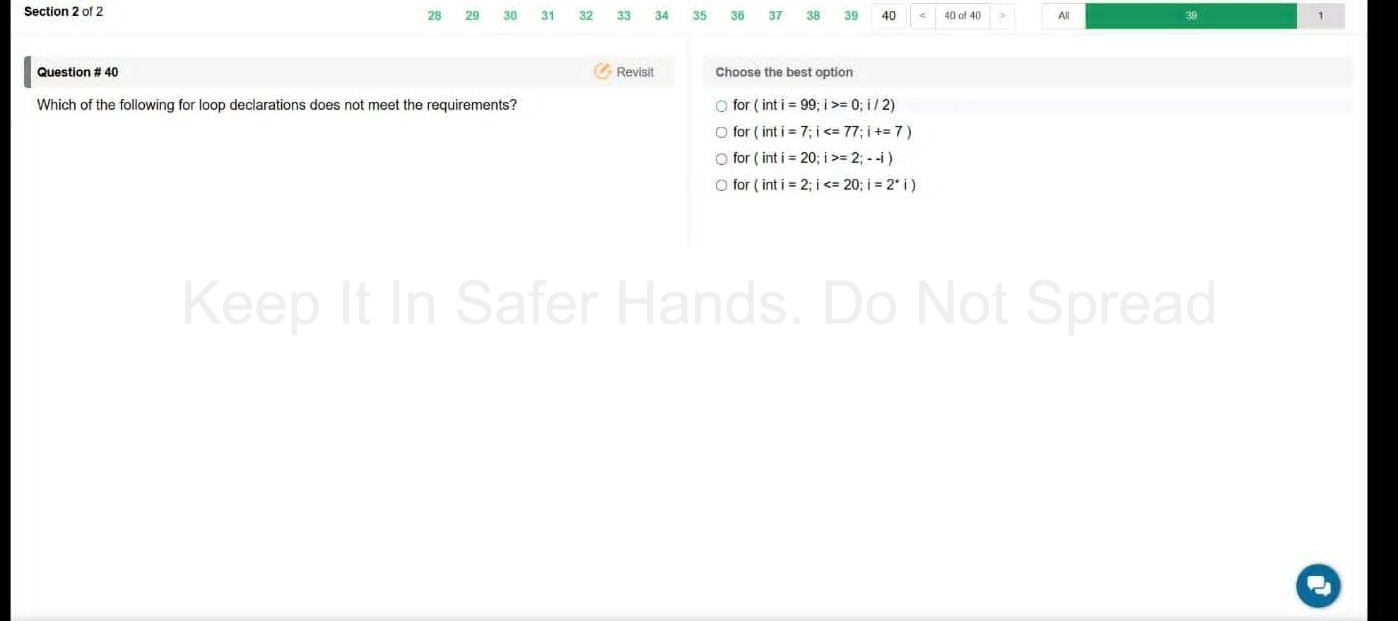 Section 2 of 2
28 29 30 31 32 33 34 35 36 37 38 39 40 < 40 of 40 > All 39 1
Question # 40
Revisit
Which of the following for loop declarations does not meet the requirements?
Choose the best option
for ( int i = 99; i >= 0; i / 2)
for ( int i = 7; i <= 77; i += 7 )
for ( int i = 20; i >= 2; - -i )
for ( int i = 2; i <= 20; i = 2* i )
Keep It In Safer Hands. Do Not Spread